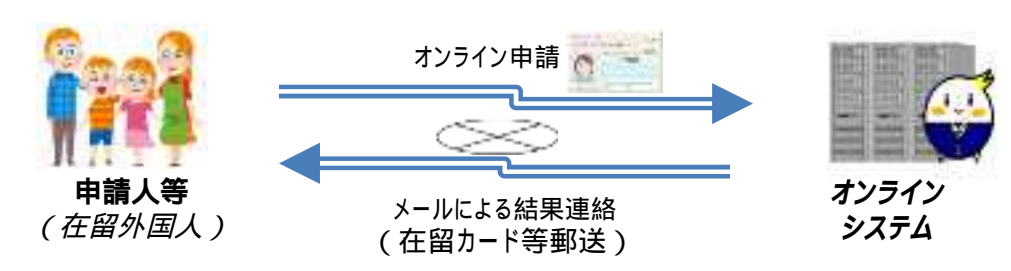 オンライン申請
申請人等
(在留外国人)
メールによる結果連絡
(在留カード等郵送)
オンライン
システム